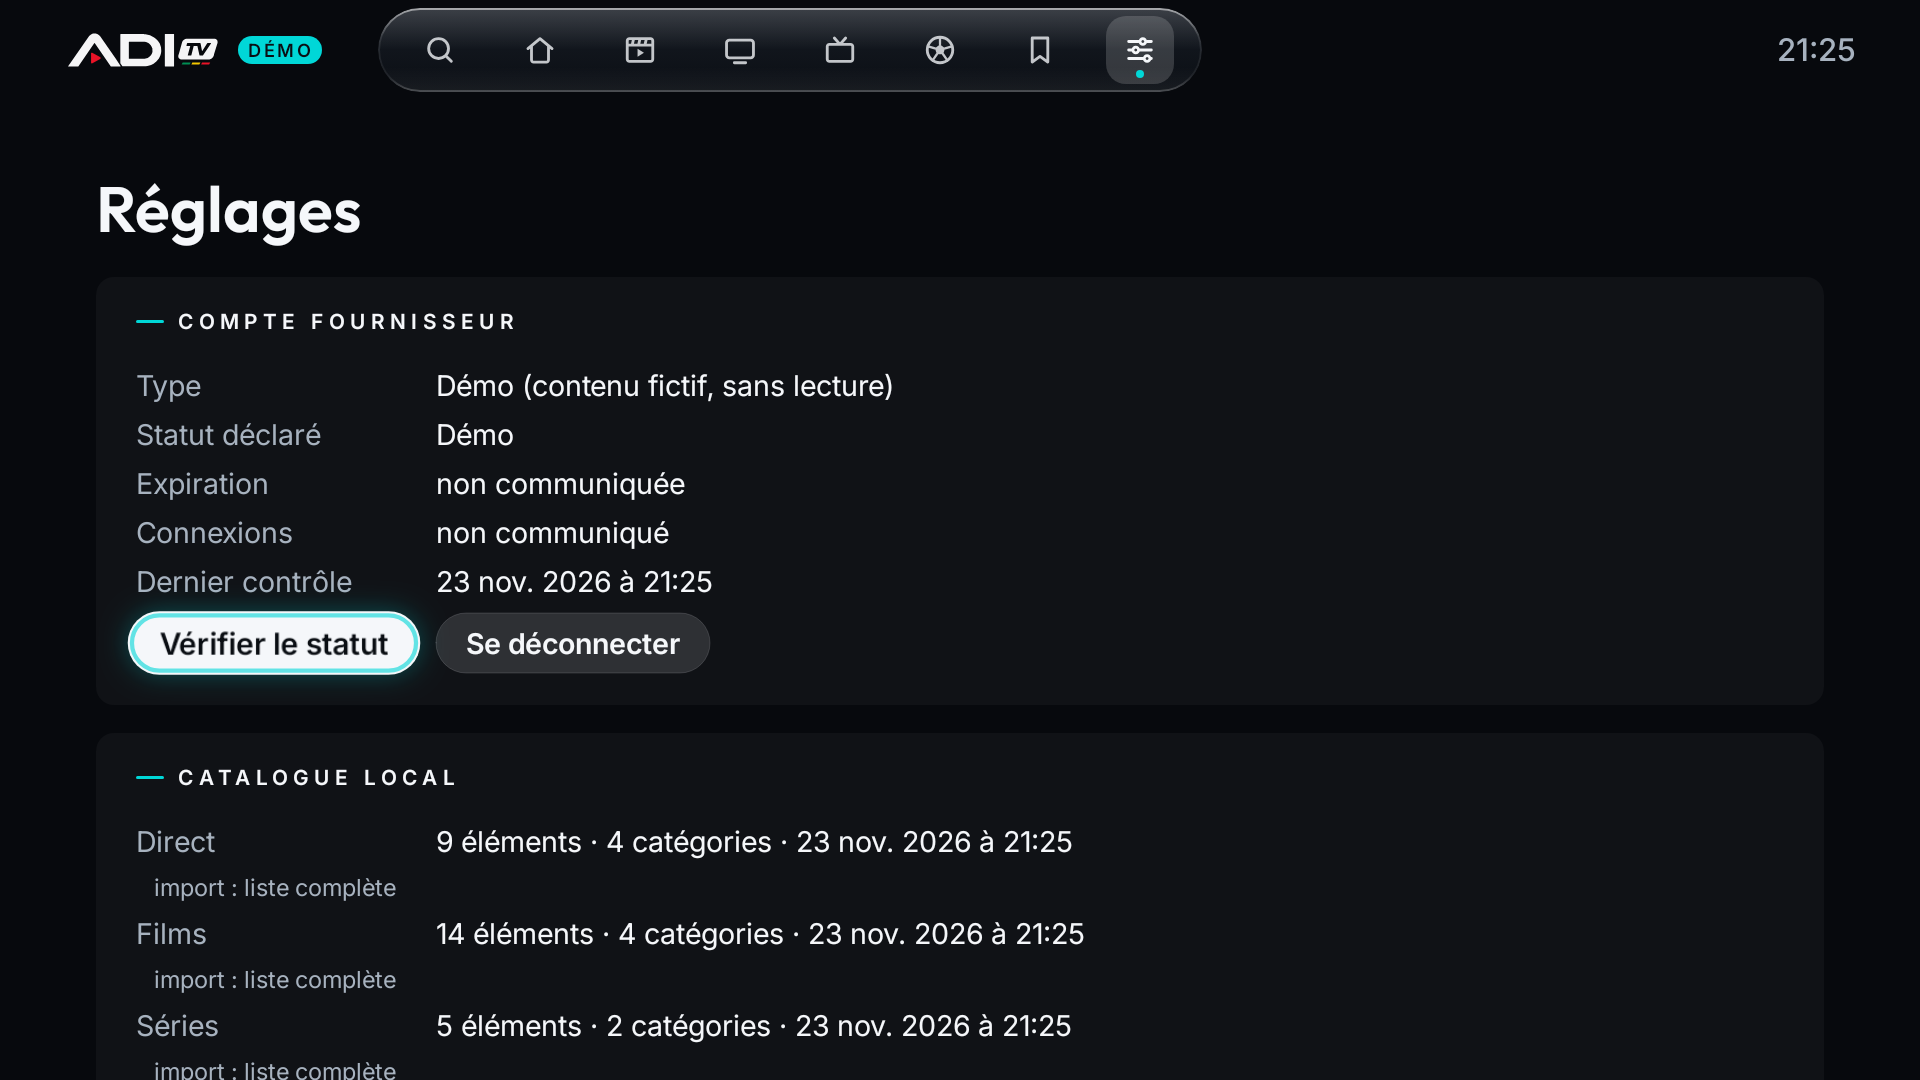 ADI TV DÉMO 21:25
Réglages
COMPTE FOURNISSEUR
Type Démo (contenu fictif, sans lecture)
Statut déclaré Démo
Expiration non communiquée
Connexions non communiqué
Dernier contrôle 23 nov. 2026 à 21:25
Vérifier le statut Se déconnecter
CATALOGUE LOCAL
Direct 9 éléments · 4 catégories · 23 nov. 2026 à 21:25
import : liste complète
Films 14 éléments · 4 catégories · 23 nov. 2026 à 21:25
import : liste complète
Séries 5 éléments · 2 catégories · 23 nov. 2026 à 21:25
import : liste complète